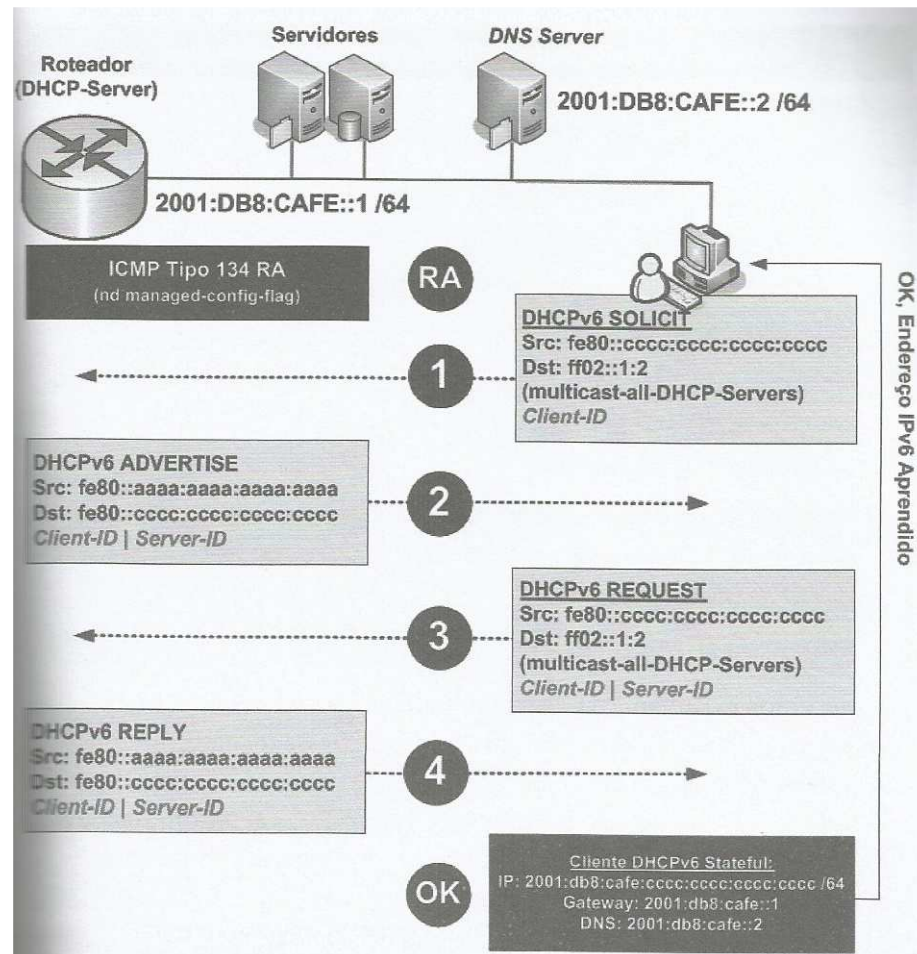 Servidores
DNS Server
Roteador
(DHCP-Server)
2001:DB8:CAFE::2 /64
2001:DB8:CAFE::1 /64
ICMP Tipo 134 RA
(nd managed-config-flag)
RA
DHCPv6 SOLICIT
Src: fe80::cccc:cccc:cccc:cccc
Dst: ff02::1:2
(multicast-all-DHCP-Servers)
Client-ID
1
DHCPv6 ADVERTISE
Src: fe80::aaaa:aaaa:aaaa:aaaa
Dst: fe80::cccc:cccc:cccc:cccc
Client-ID | Server-ID
2
DHCPv6 REQUEST
Src: fe80::cccc:cccc:cccc:cccc
Dst: ff02::1:2
(multicast-all-DHCP-Servers)
Client-ID | Server-ID
3
DHCPv6 REPLY
Src: fe80::aaaa:aaaa:aaaa:aaaa
Dst: fe80::cccc:cccc:cccc:cccc
Client-ID | Server-ID
4
OK
Cliente DHCPv6 Stateful:
IP: 2001:db8:cafe:cccc:cccc:cccc:cccc /64
Gateway: 2001:db8:cafe::1
DNS: 2001:db8:cafe::2
OK, Endereço IPv6 Aprendido